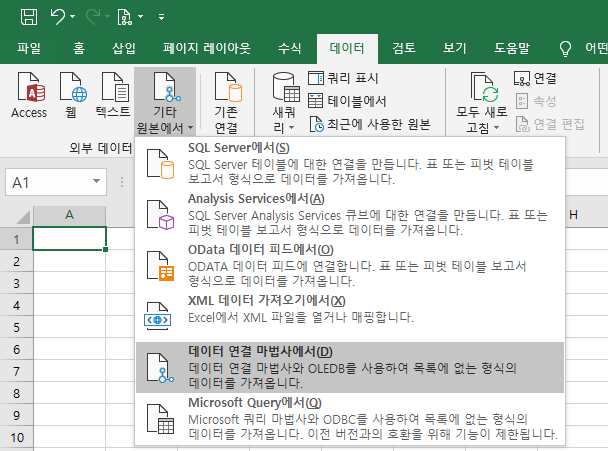 파일 홈 삽입 페이지 레이아웃 수식 데이터 검토 보기 도움말 어떤
Access 웹 텍스트 기타 원본에서 기존 연결 새쿼리 쿼리 표시
테이블에서
최근에 사용한 원본
모두 새로 고침 연결
속성
연결 편집
외부 데이터
SQL Server에서(S)
SQL Server 테이블에 대한 연결을 만듭니다. 표 또는 피벗 테이블
보고서 형식으로 데이터를 가져옵니다.
Analysis Services에서(A)
SQL Server Analysis Services 큐브에 대한 연결을 만듭니다. 표 또는
피벗 테이블 보고서 형식으로 데이터를 가져옵니다.
OData 데이터 피드에서(O)
ODATA 데이터 피드에 연결합니다. 표 또는 피벗 테이블 보고서
형식으로 데이터를 가져옵니다.
XML 데이터 가져오기에서(X)
Excel에서 XML 파일을 열거나 매핑합니다.
데이터 연결 마법사에서(D)
데이터 연결 마법사와 OLEDB를 사용하여 목록에 없는 형식의
데이터를 가져옵니다.
Microsoft Query에서(Q)
Microsoft 쿼리 마법사와 ODBC를 사용하여 목록에 없는 형식의
데이터를 가져옵니다. 이전 버전과의 호환을 위해 기능이 제한됩니다.
A1
A H
1
2
3
4
5
6
7
8
9
10